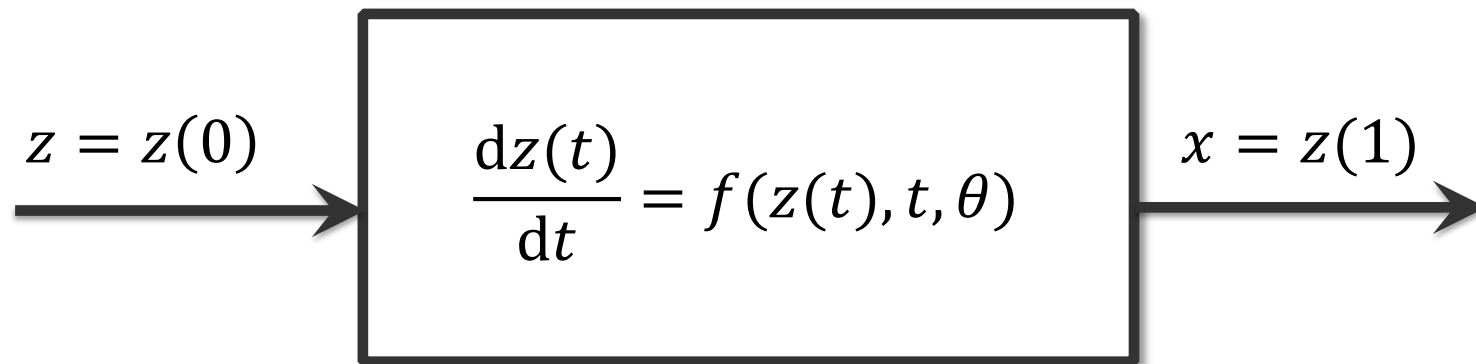 z = z(0)
dz(t)/dt = f(z(t), t, θ)
x = z(1)